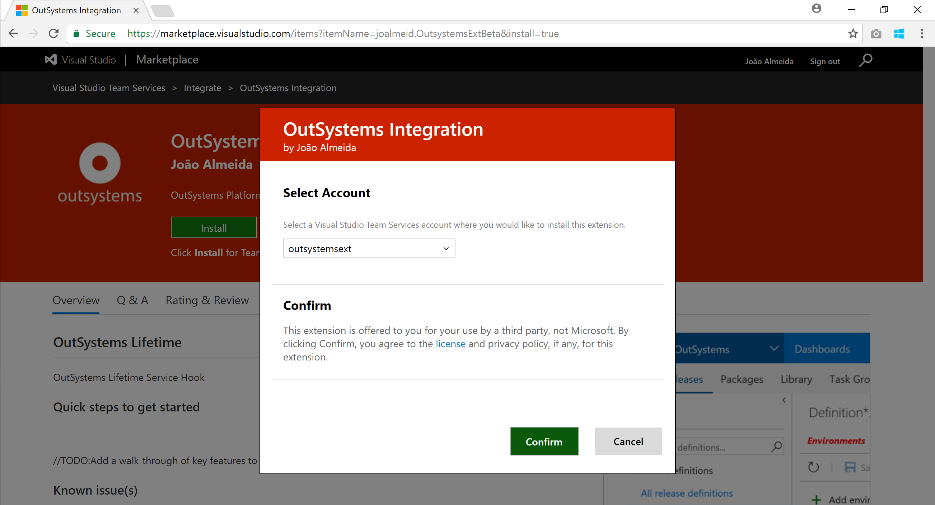 OutSystems Integration
Secure
https://marketplace.visualstudio.com/items?itemName=joalmeid.OutsystemsExtBeta&install=true
Visual Studio | Marketplace
João Almeida
Sign out
Visual Studio Team Services > Integrate > OutSystems Integration
outsystems
OutSystem
João Almeida
OutSystems Platforn
Install
Click Install for Tear
OutSystems Integration
by João Almeida
Select Account
Select a Visual Studio Team Services account where you would like to install this extension.
outsystemsext
Confirm
This extension is offered to you for your use by a third party, not Microsoft. By
clicking Confirm, you agree to the license and privacy policy, if any, for this
extension.
Confirm
Cancel
Overview
Q & A
Rating & Review
OutSystems Lifetime
OutSystems Lifetime Service Hook
Quick steps to get started
//TODO:Add a walk through of key features to
Known issue(s)
OutSystems
Dashboards
leases
Packages
Library
Task Gro
Definition*
Environments
definitions...
Sa
efinitions
All release definitions
Add envir